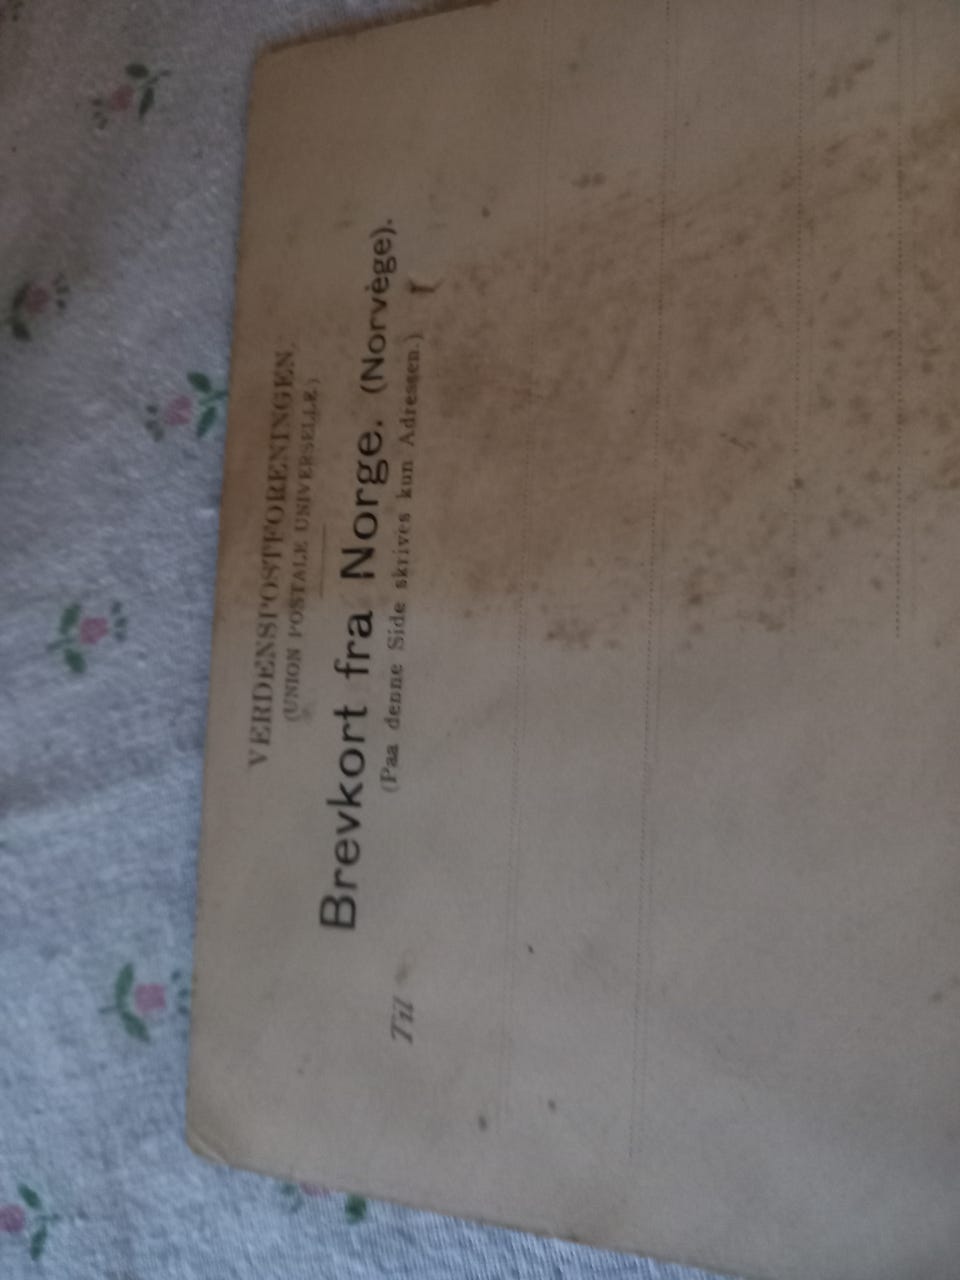 VERDENSPOSTFORENINGEN.
(UNION POSTALE UNIVERSELLE)
Brevkort fra Norge. (Norvège).
(Paa denne Side skrives kun Adressen.)
Til